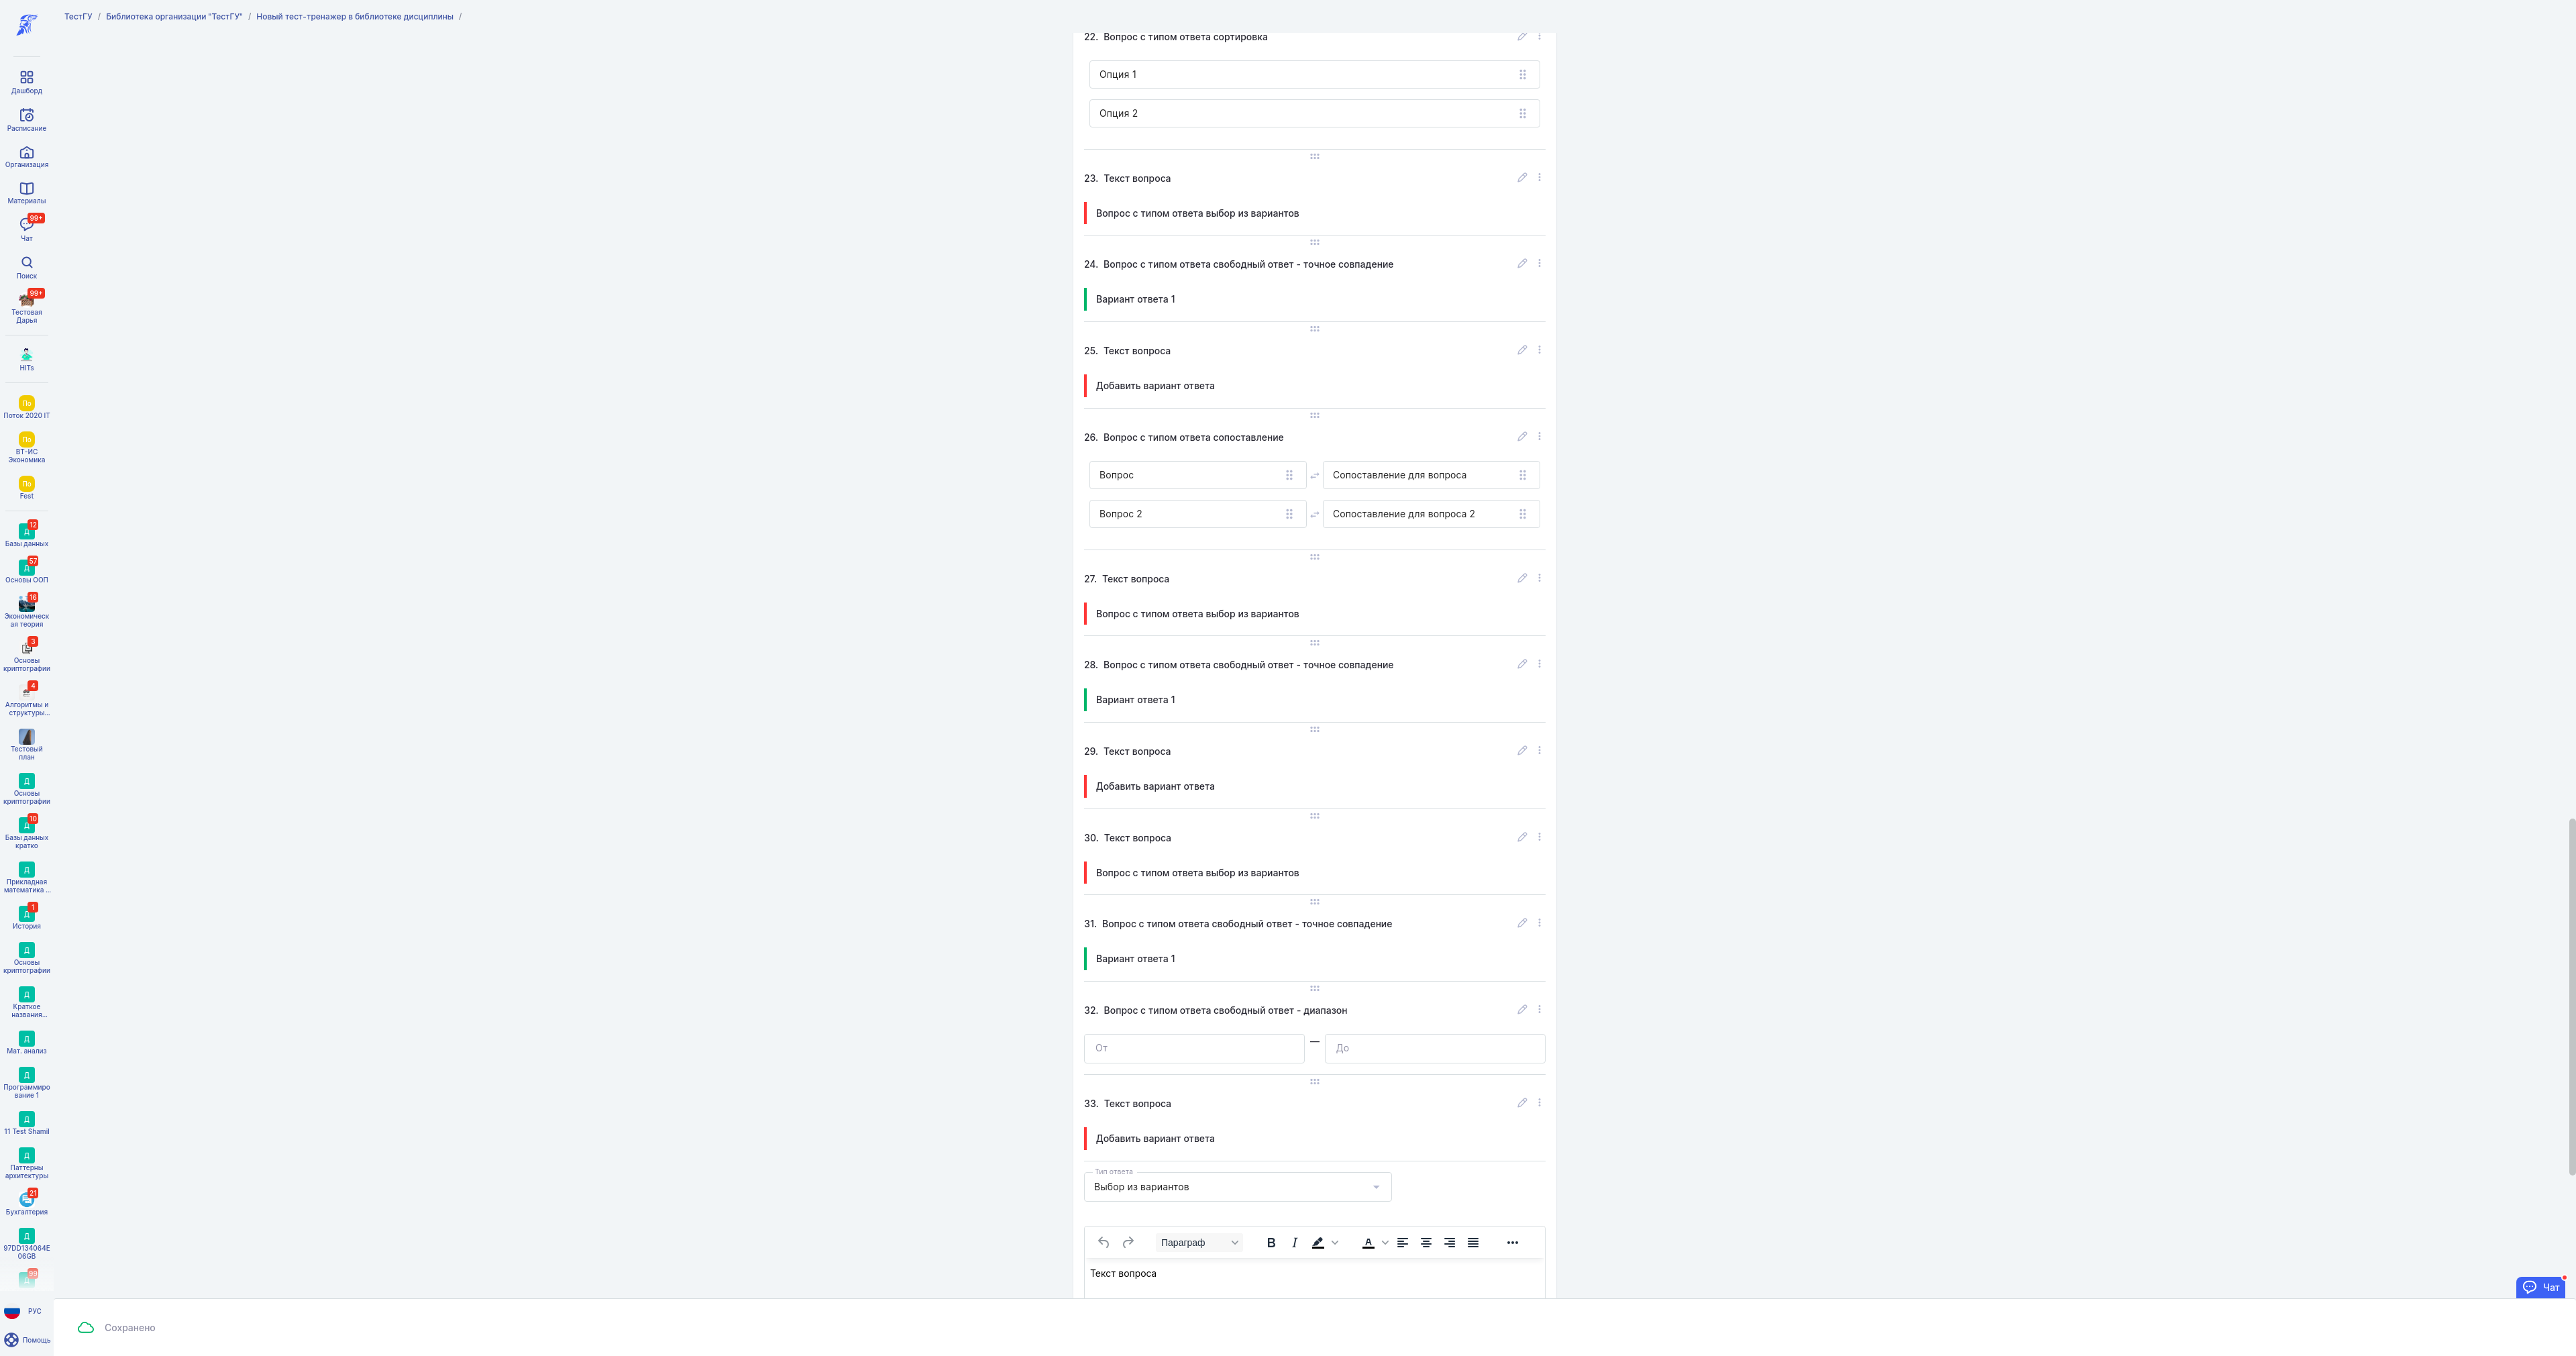 ТестГУ / Библиотека организации "ТестГУ" / Новый тест-тренажер в библиотеке дисциплины /
Дашборд
Расписание
Организация
Материалы
99+
Чат
Поиск
99+
Тестовая
Дарья
HITs
По
Поток 2020 IT
По
ВТ-ИС
Экономика
По
Fest
12
Д
Базы данных
57
Д
Основы ООП
16
Экономическ
ая теория
3
Основы
криптографии
4
Алгоритмы и
структуры...
Тестовый
план
Д
Основы
криптографии
10
Д
Базы данных
кратко
Д
Прикладная
математика ...
1
Д
История
Д
Основы
криптографии
Д
Краткое
названия...
Д
Мат. анализ
Д
Программиро
вание 1
Д
11 Test Shamil
Д
Паттерны
архитектуры
21
Бухгалтерия
Д
97DD134064E
06GB
99
Д
РУС
Помощь
22. Вопрос с типом ответа сортировка
Опция 1
Опция 2
23. Текст вопроса
Вопрос с типом ответа выбор из вариантов
24. Вопрос с типом ответа свободный ответ - точное совпадение
Вариант ответа 1
25. Текст вопроса
Добавить вариант ответа
26. Вопрос с типом ответа сопоставление
Вопрос Сопоставление для вопроса
Вопрос 2 Сопоставление для вопроса 2
27. Текст вопроса
Вопрос с типом ответа выбор из вариантов
28. Вопрос с типом ответа свободный ответ - точное совпадение
Вариант ответа 1
29. Текст вопроса
Добавить вариант ответа
30. Текст вопроса
Вопрос с типом ответа выбор из вариантов
31. Вопрос с типом ответа свободный ответ - точное совпадение
Вариант ответа 1
32. Вопрос с типом ответа свободный ответ - диапазон
От — До
33. Текст вопроса
Добавить вариант ответа
Тип ответа
Выбор из вариантов
Параграф B I A
Текст вопроса
Чат
Сохранено